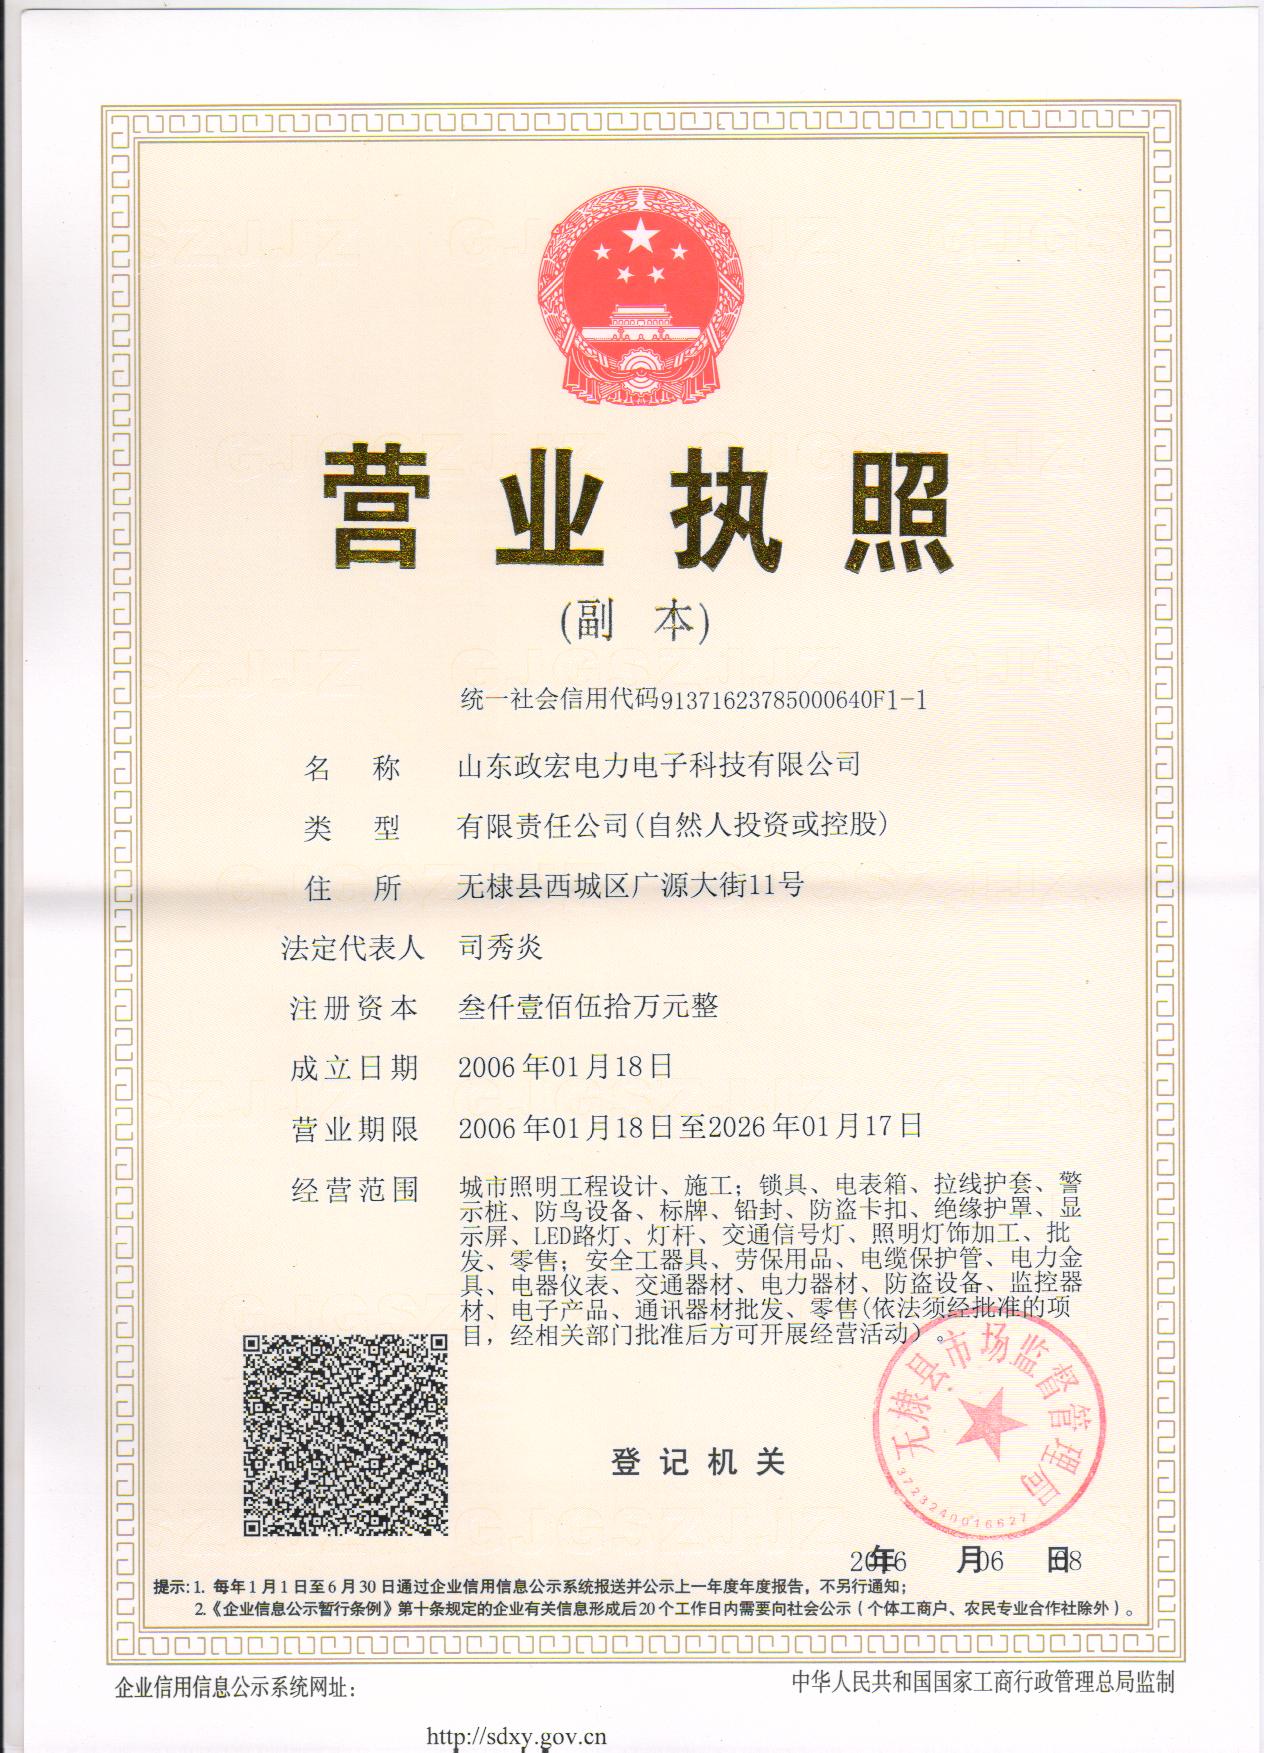 营业执照
(副 本)
统一社会信用代码91371623785000640F1-1
名 称 山东政宏电力电子科技有限公司
类 型 有限责任公司(自然人投资或控股)
住 所 无棣县西城区广源大街11号
法定代表人 司秀炎
注册资本 叁仟壹佰伍拾万元整
成立日期 2006年01月18日
营业期限 2006年01月18日至2026年01月17日
经营范围 城市照明工程设计、施工；锁具、电表箱、拉线护套、警
示桩、防鸟设备、标牌、铅封、防盗卡扣、绝缘护罩、显
示屏、LED路灯、灯杆、交通信号灯、照明灯饰加工、批
发、零售；安全工器具、劳保用品、电缆保护管、电力金
具、电器仪表、交通器材、电力器材、防盗设备、监控器
材、电子产品、通讯器材批发、零售(依法须经批准的项
目，经相关部门批准后方可开展经营活动）。
无棣县市场监督管理局
3723240016627
登记机关
2016年 06月 08日
提示:1. 每年1月1日至6月30日通过企业信用信息公示系统报送并公示上一年度年度报告，不另行通知；
2.《企业信息公示暂行条例》第十条规定的企业有关信息形成后20个工作日内需要向社会公示（个体工商户、农民专业合作社除外）。
企业信用信息公示系统网址：
中华人民共和国国家工商行政管理总局监制
http://sdxy.gov.cn